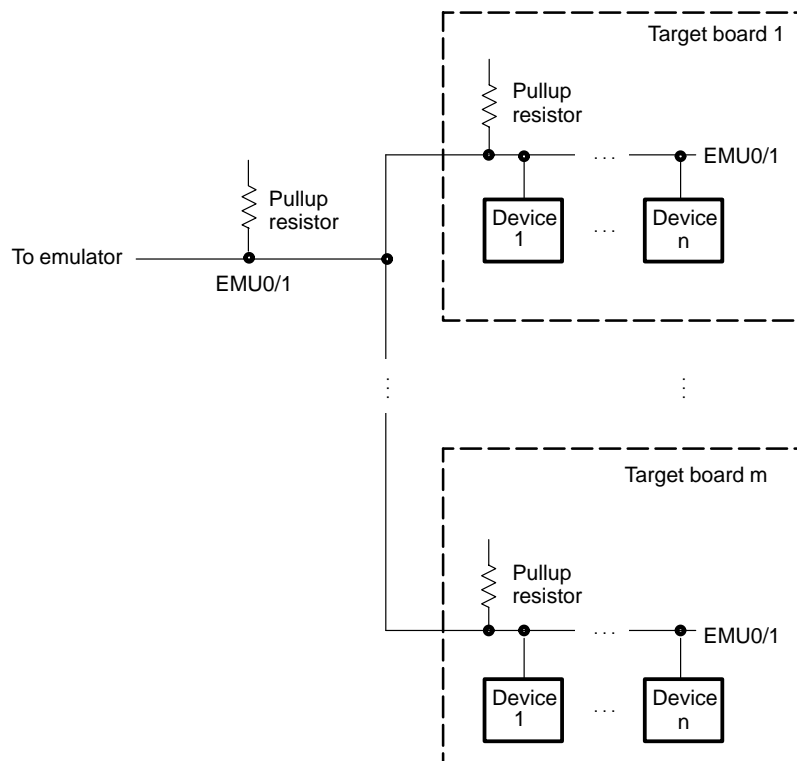 Target board 1
Pullup
resistor
EMU0/1
Device
1
...
Device
n
Pullup
resistor
To emulator
EMU0/1
...
...
Target board m
Pullup
resistor
...
EMU0/1
Device
1
...
Device
n